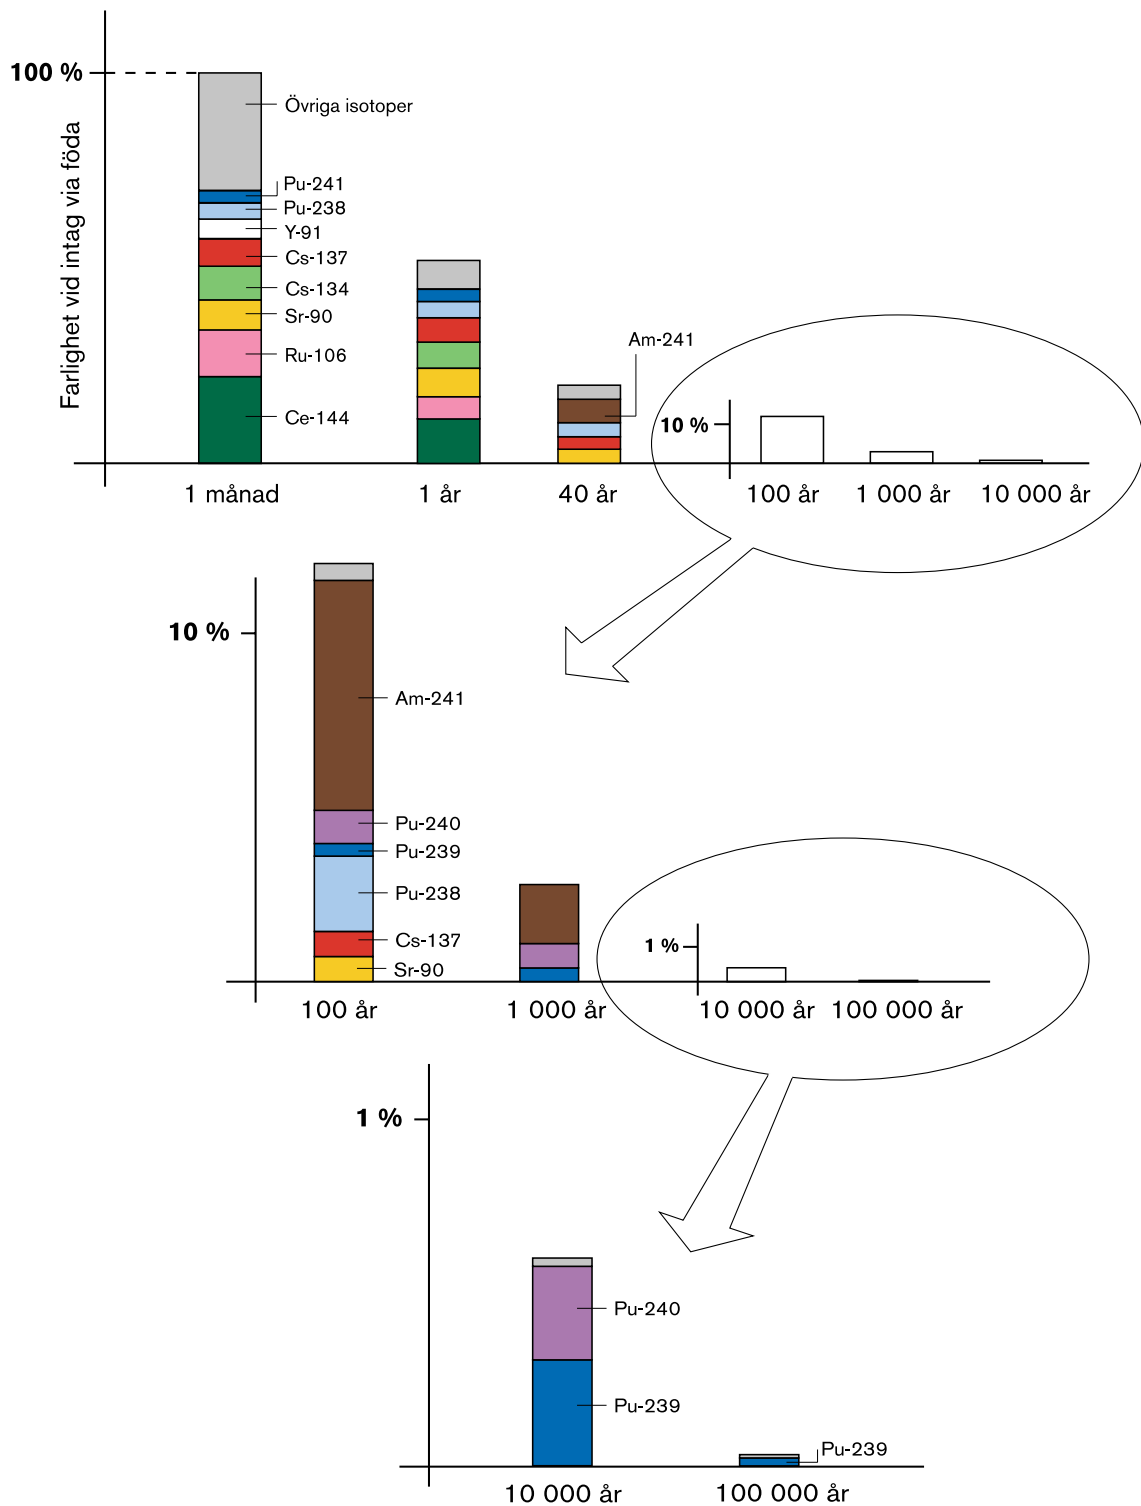 100 %
Farlighet vid intag via föda
Övriga isotoper
Pu-241
Pu-238
Y-91
Cs-137
Cs-134
Sr-90
Ru-106
Ce-144
Am-241
10 %
1 månad
1 år
40 år
100 år
1 000 år
10 000 år
10 %
Am-241
Pu-240
Pu-239
Pu-238
Cs-137
Sr-90
1 %
100 år
1 000 år
10 000 år
100 000 år
1 %
Pu-240
Pu-239
Pu-239
10 000 år
100 000 år